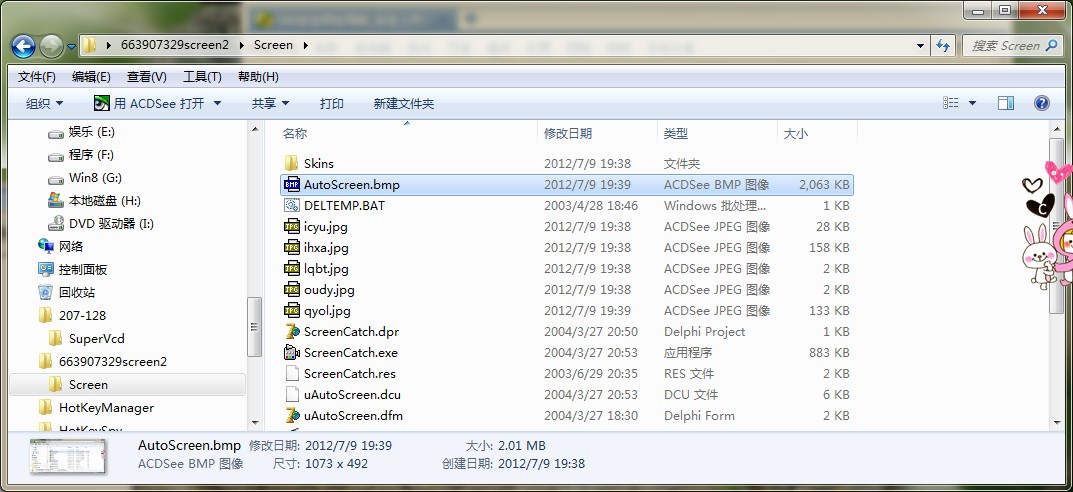 663907329screen2 Screen
搜索 Screen
文件(F) 编辑(E) 查看(V) 工具(T) 帮助(H)
组织 用 ACDSee 打开 共享 打印 新建文件夹
娱乐 (E:)
程序 (F:)
Win8 (G:)
本地磁盘 (H:)
DVD 驱动器 (I:)
网络
控制面板
回收站
207-128
SuperVcd
663907329screen2
Screen
HotKeyManager
HotKeySpy
名称 修改日期 类型 大小
Skins 2012/7/9 19:38 文件夹
AutoScreen.bmp 2012/7/9 19:39 ACDSee BMP 图像 2,063 KB
DELTEMP.BAT 2003/4/28 18:46 Windows 批处理... 1 KB
icyu.jpg 2012/7/9 19:38 ACDSee JPEG 图像 28 KB
ihxa.jpg 2012/7/9 19:38 ACDSee JPEG 图像 158 KB
lqbt.jpg 2012/7/9 19:38 ACDSee JPEG 图像 2 KB
oudy.jpg 2012/7/9 19:38 ACDSee JPEG 图像 2 KB
qyol.jpg 2012/7/9 19:38 ACDSee JPEG 图像 133 KB
ScreenCatch.dpr 2004/3/27 20:50 Delphi Project 1 KB
ScreenCatch.exe 2004/3/27 20:53 应用程序 883 KB
ScreenCatch.res 2003/6/29 20:35 RES 文件 2 KB
uAutoScreen.dcu 2004/3/27 20:53 DCU 文件 6 KB
uAutoScreen.dfm 2004/3/27 18:30 Delphi Form 2 KB
AutoScreen.bmp 修改日期: 2012/7/9 19:39 大小: 2.01 MB
ACDSee BMP 图像 尺寸: 1073 x 492 创建日期: 2012/7/9 19:38